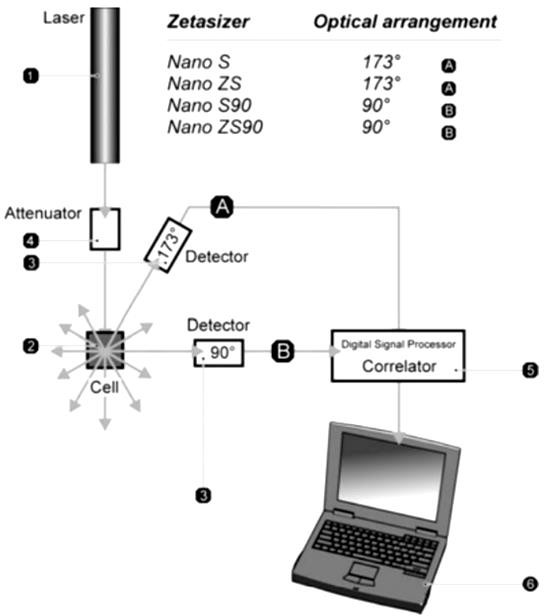 Laser
Zetasizer Optical arrangement
Nano S 173° A
1
Nano ZS 173° A
Nano S90 90° B
Nano ZS90 90° B
Attenuator
A
4
173°
3
Detector
Detector
2
90°
B
Digital Signal Processor
Correlator
5
Cell
3
6